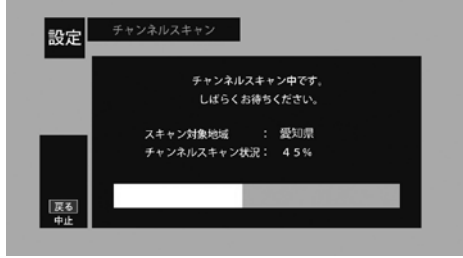 設定
チャンネルスキャン
チャンネルスキャン中です。
しばらくお待ちください。
スキャン対象地域 : 愛知県
チャンネルスキャン状況: 45%
戻る
中止